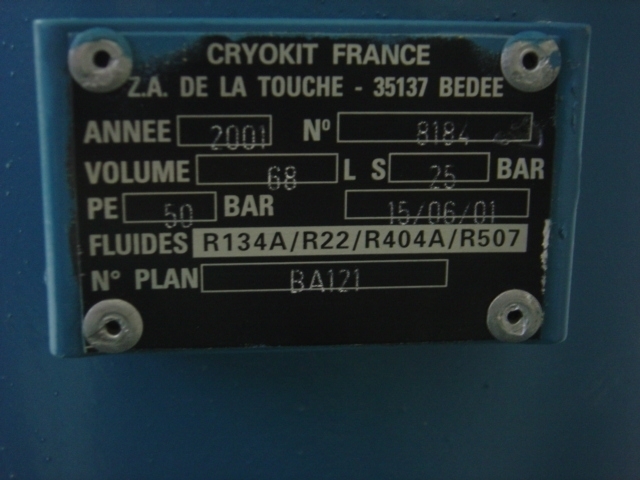 CRYOKIT FRANCE
Z.A. DE LA TOUCHE - 35137 BEDEE
ANNEE 2001 N° 8184
VOLUME 68 L S 25 BAR
PE 50 BAR 15/06/01
FLUIDES R134A/R22/R404A/R507
N° PLAN BA121